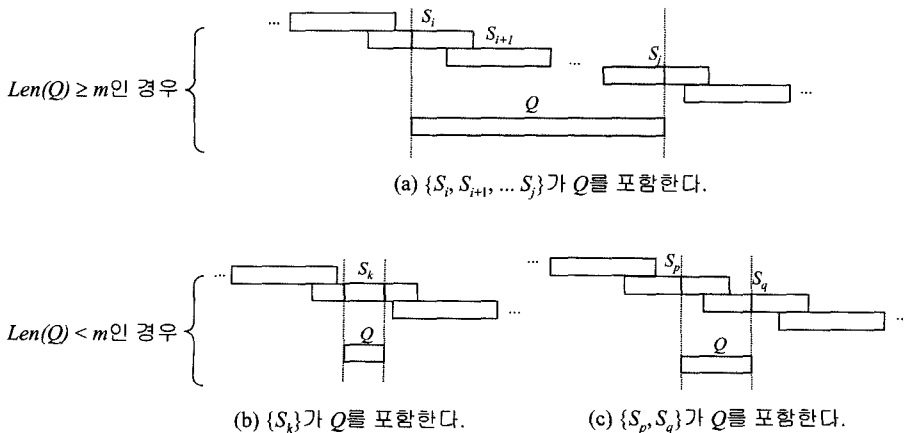 ... S_i
S_{i+1}
... S_j
...
Len(Q) ≥ m인 경우
Q
(a) {S_i, S_{i+1}, ... S_j}가 Q를 포함한다.
... S_k
...
... S_p
S_q
...
Len(Q) < m인 경우
Q
Q
(b) {S_k}가 Q를 포함한다.
(c) {S_p, S_q}가 Q를 포함한다.